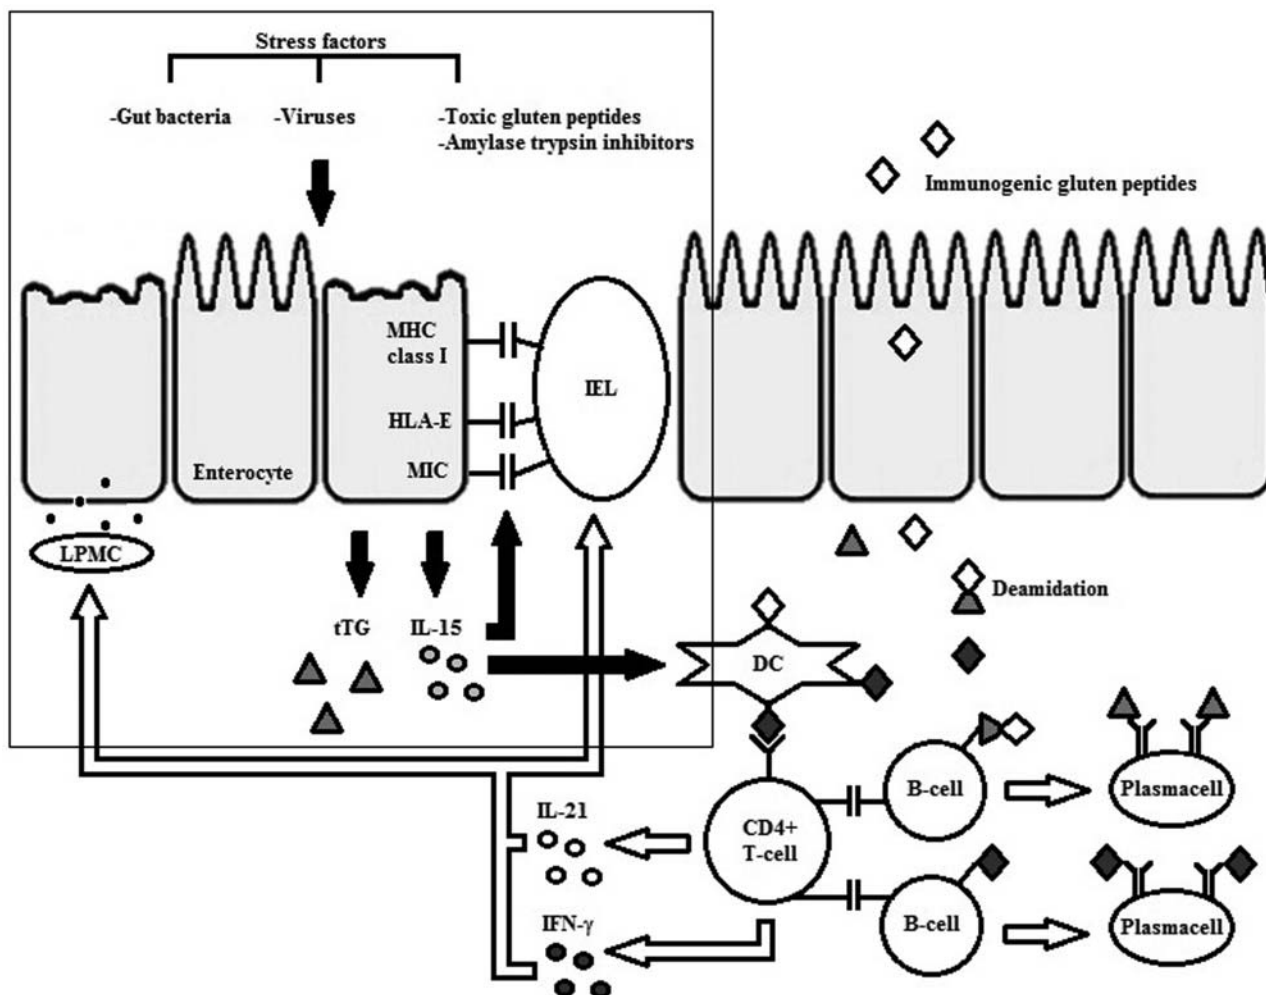 Stress factors
-Gut bacteria
-Viruses
-Toxic gluten peptides
-Amylase trypsin inhibitors
Immunogenic gluten peptides
MHC
class I
HLA-E
MIC
IEL
Enterocyte
LPMC
tTG
IL-15
Deamidation
DC
IL-21
CD4+
T-cell
B-cell
Plasmacell
IFN-γ
B-cell
Plasmacell